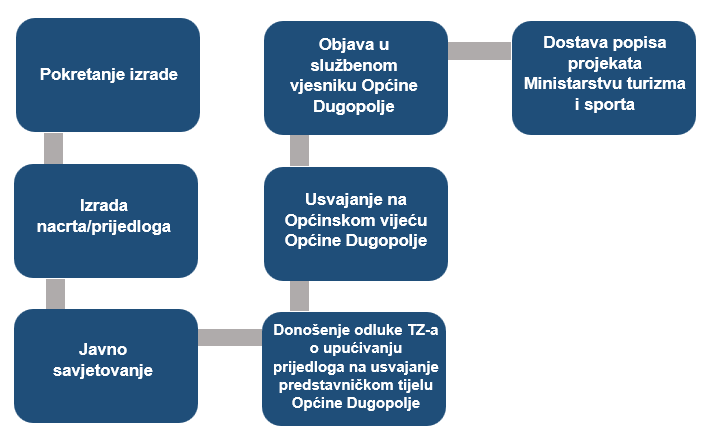 Pokretanje izrade
Izrada
nacrta/prijedloga
Javno
savjetovanje
Donošenje odluke TZ-a
o upućivanju
prijedloga na usvajanje
predstavničkom tijelu
Općine Dugopolje
Usvajanje na
Općinskom vijeću
Općine Dugopolje
Objava u
službenom
vjesniku Općine
Dugopolje
Dostava popisa
projekata
Ministarstvu turizma
i sporta